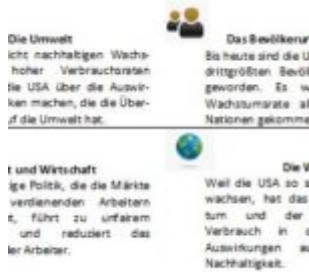 Die Umwelt
icht nachhaltigen Wachs-
hoher Verbrauchsraten
die USA über die Auswir-
ken machen, die die Über-
uf die Umwelt hat.
Das Bevölkerun
Bis heute sind die U
drittgrößten Bevöl
geworden. Es w
Wachstumsrate al
Nationen gekomme
t und Wirtschaft
ige Politik, die die Märkte
verdienenden Arbeitern
t, führt zu unfairem
und reduziert das
der Arbeiter.
Die W
Weil die USA so s
wachsen, hat das
tum und der
Verbrauch in d
Auswirkungen au
Nachhaltigkeit.